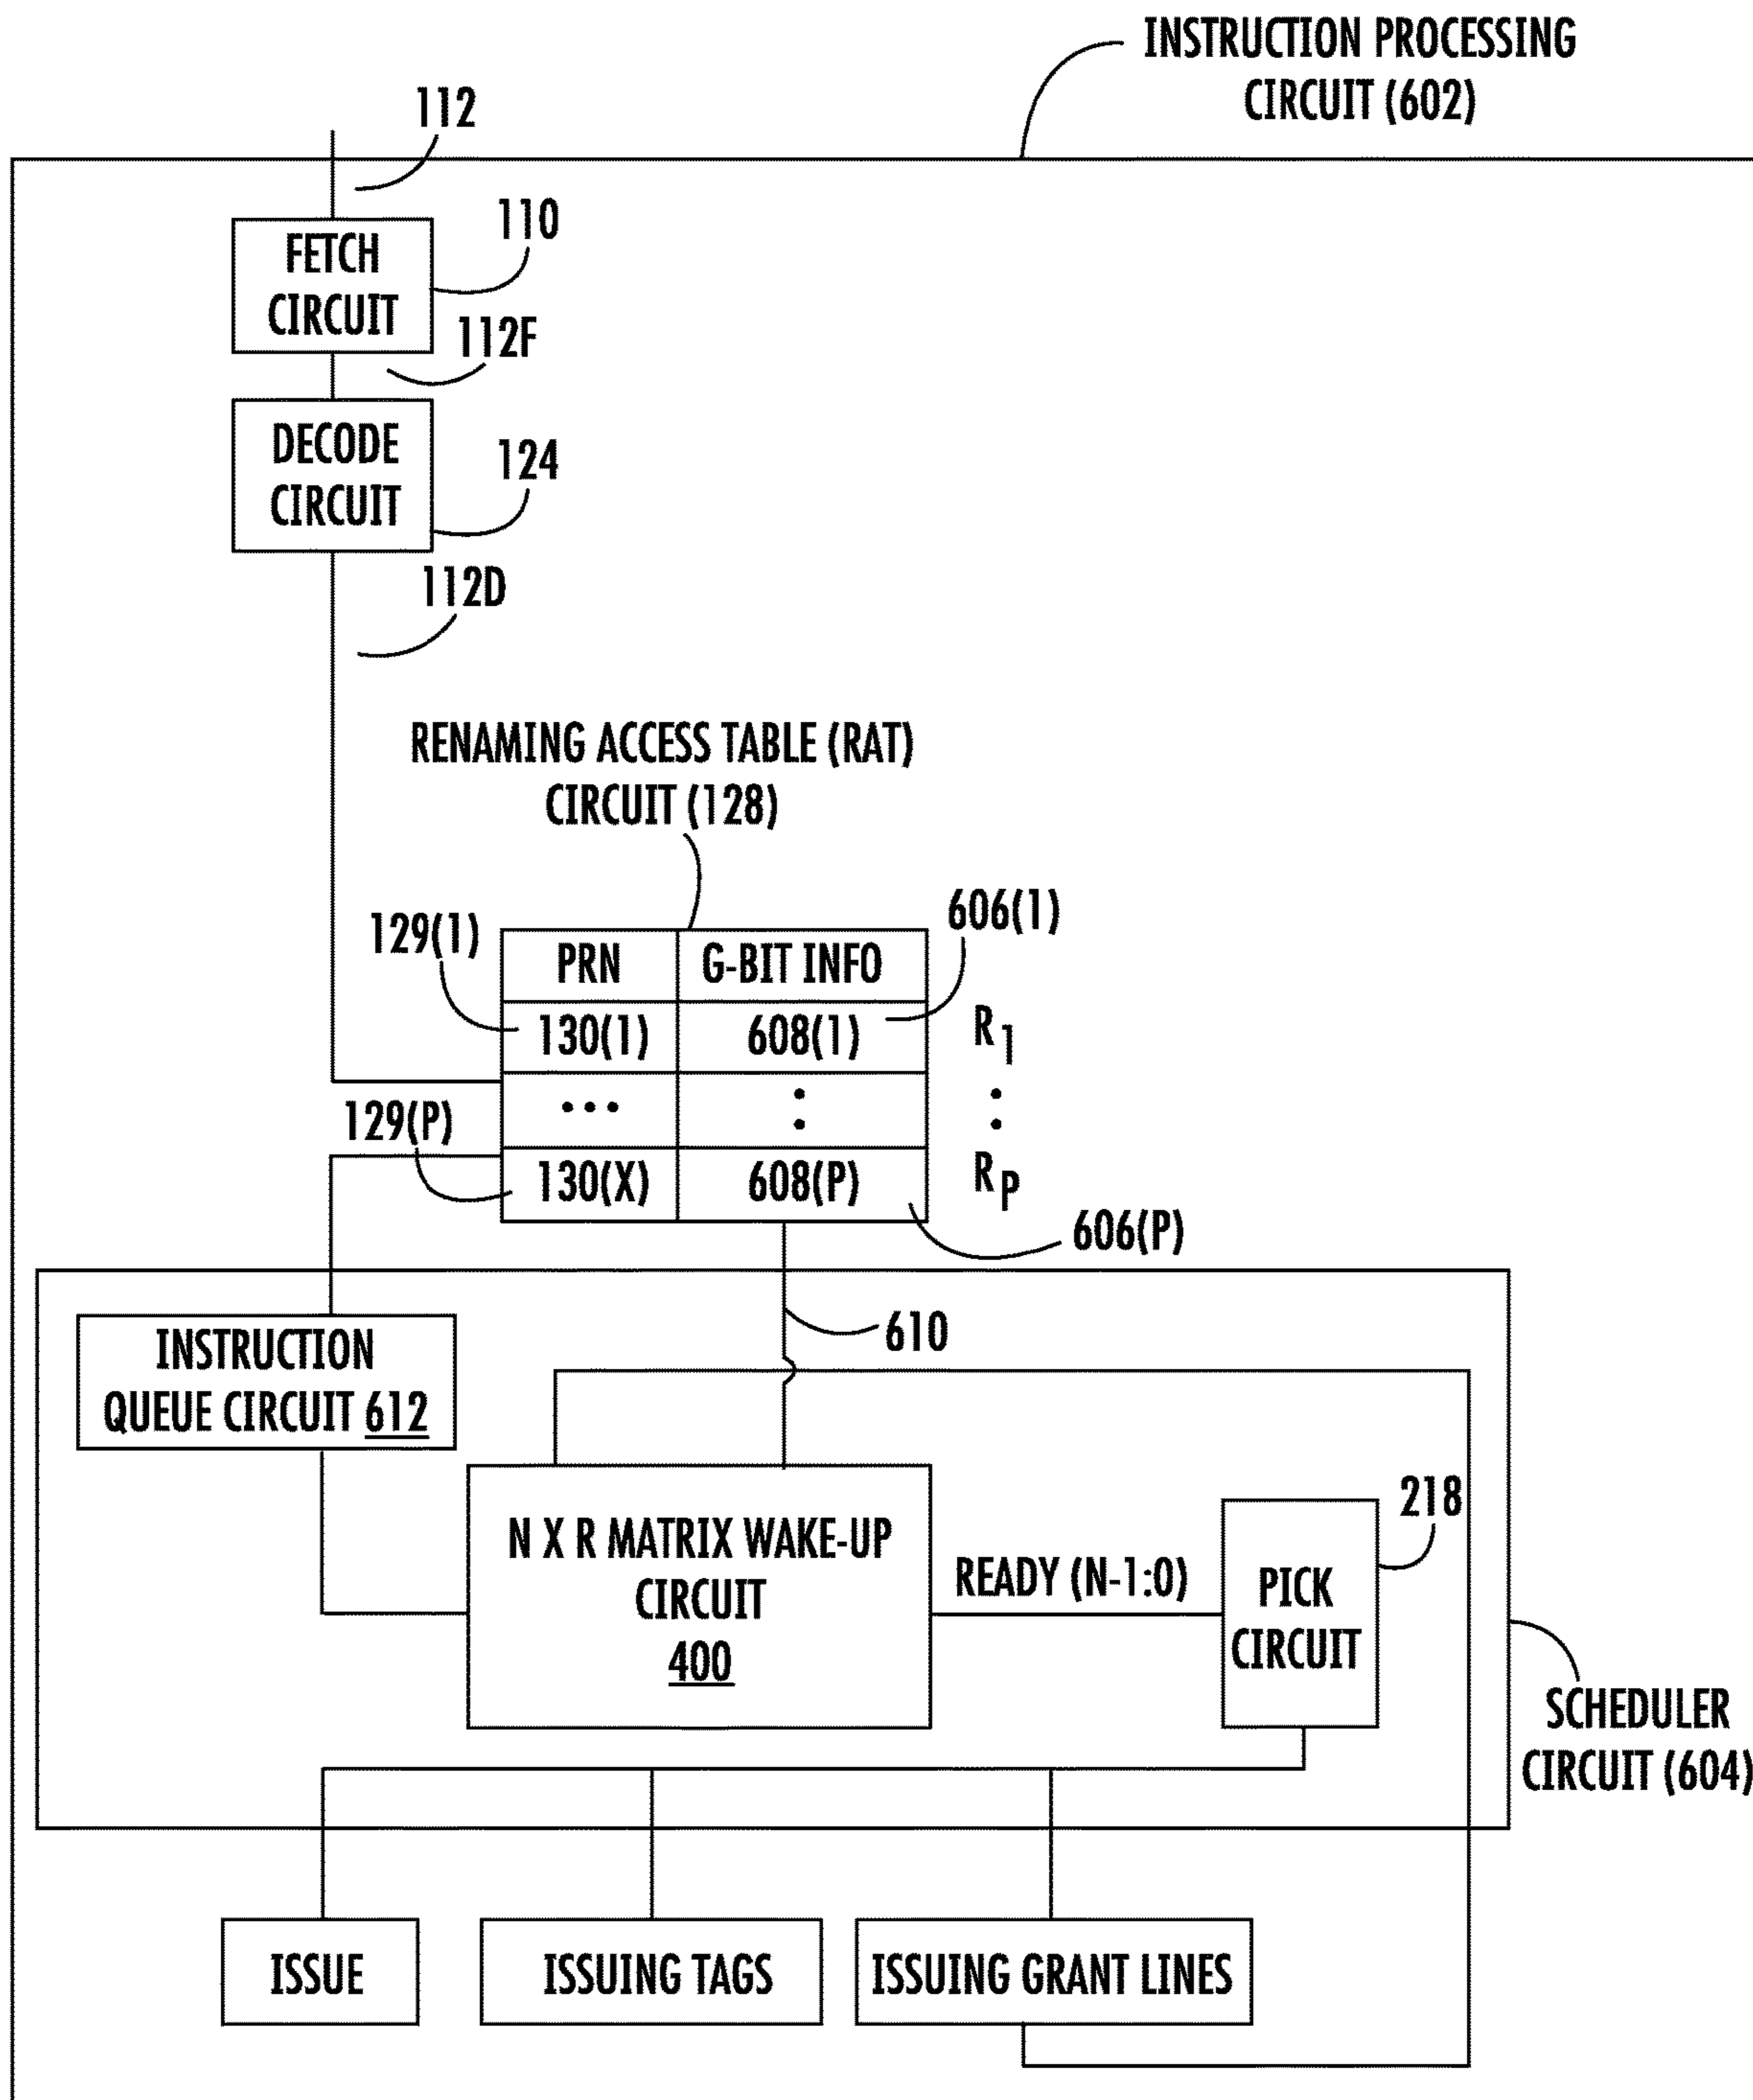 INSTRUCTION PROCESSING
CIRCUIT (602)
112
FETCH
CIRCUIT
110
112F
DECODE
CIRCUIT
124
112D
RENAMING ACCESS TABLE (RAT)
CIRCUIT (128)
129(1)
606(1)
PRN G-BIT INFO
130(1) 608(1) R1
... : :
129(P)
130(X) 608(P) RP
606(P)
610
INSTRUCTION
QUEUE CIRCUIT 612
N X R MATRIX WAKE-UP
CIRCUIT
400
READY (N-1:0)
218
PICK
CIRCUIT
SCHEDULER
CIRCUIT (604)
ISSUE
ISSUING TAGS
ISSUING GRANT LINES